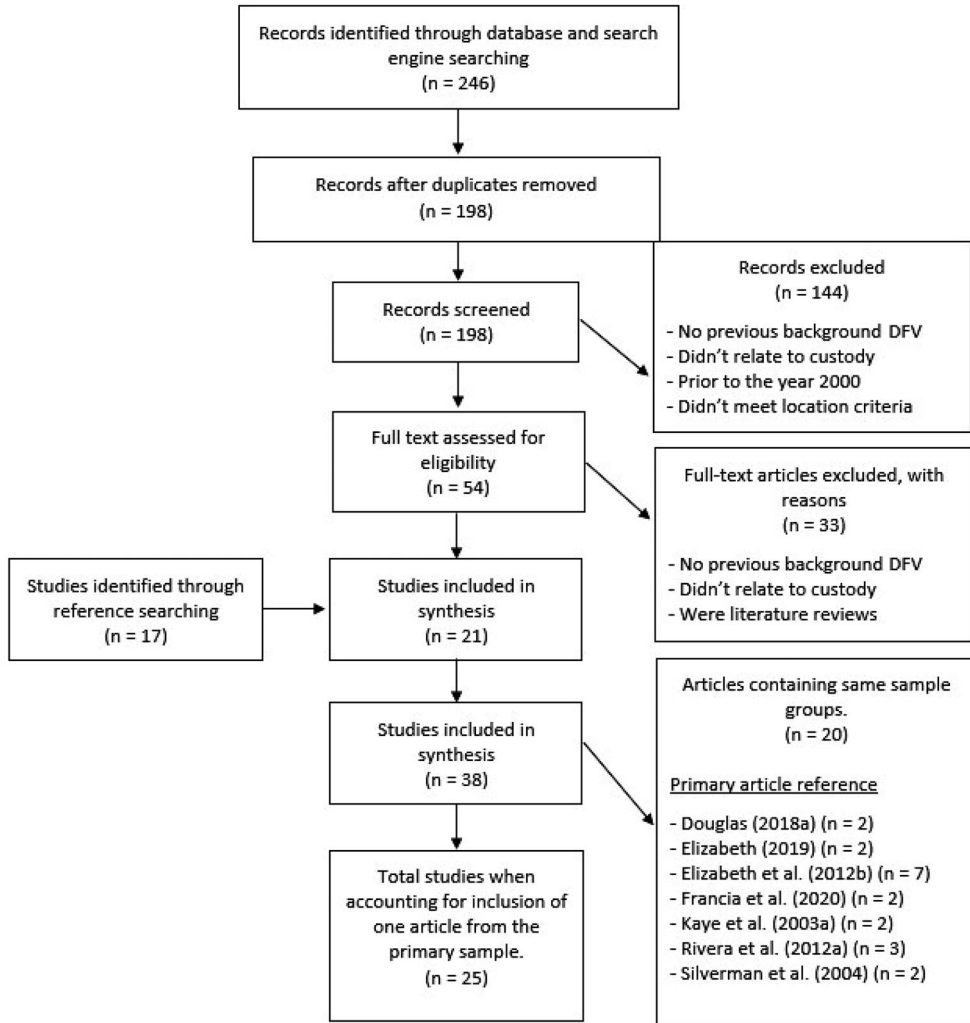 Records identified through database and search
engine searching
(n = 246)
Records after duplicates removed
(n = 198)
Records screened
(n = 198)
Records excluded
(n = 144)
- No previous background DFV
- Didn’t relate to custody
- Prior to the year 2000
- Didn’t meet location criteria
Full text assessed for
eligibility
(n = 54)
Full-text articles excluded, with
reasons
(n = 33)
- No previous background DFV
- Didn’t relate to custody
- Were literature reviews
Studies identified through
reference searching
(n = 17)
Studies included in
synthesis
(n = 21)
Studies included in
synthesis
(n = 38)
Articles containing same sample
groups.
(n = 20)
Primary article reference
- Douglas (2018a) (n = 2)
- Elizabeth (2019) (n = 2)
- Elizabeth et al. (2012b) (n = 7)
- Francia et al. (2020) (n = 2)
- Kaye et al. (2003a) (n = 2)
- Rivera et al. (2012a) (n = 3)
- Silverman et al. (2004) (n = 2)
Total studies when
accounting for inclusion of
one article from the
primary sample.
(n = 25)